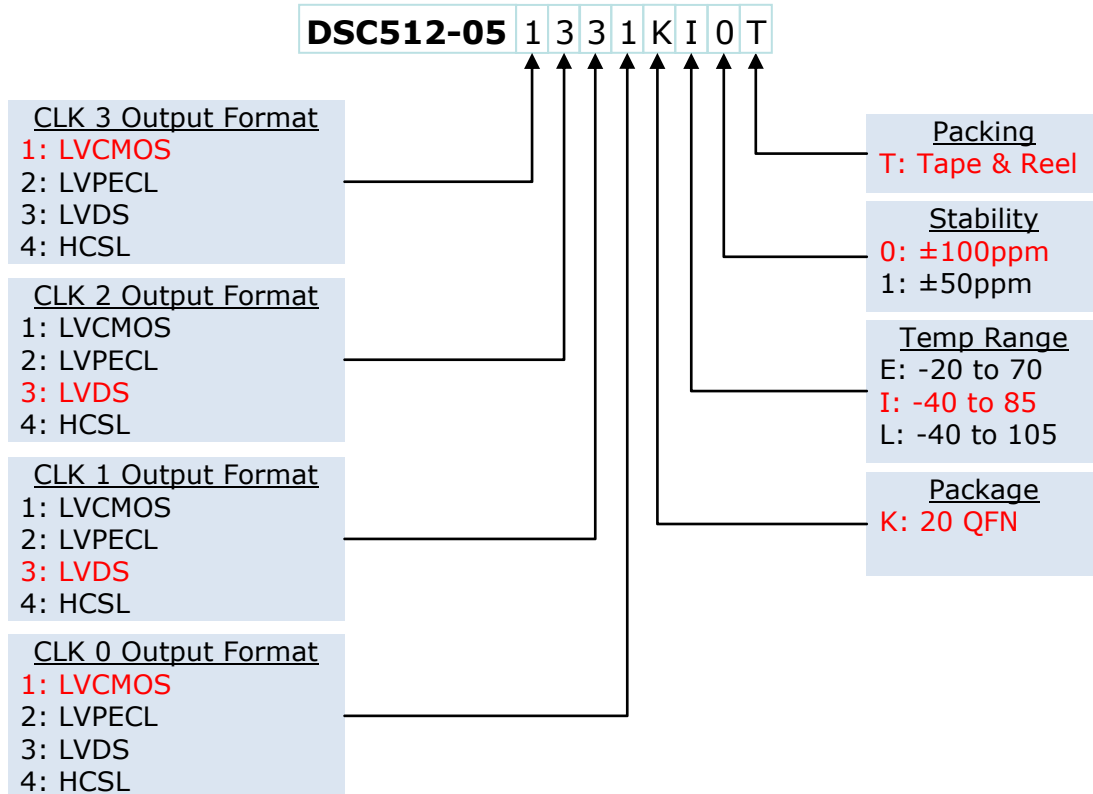 DSC512-05 1 3 3 1 K I 0 T
CLK 3 Output Format
1: LVCMOS
2: LVPECL
3: LVDS
4: HCSL
CLK 2 Output Format
1: LVCMOS
2: LVPECL
3: LVDS
4: HCSL
CLK 1 Output Format
1: LVCMOS
2: LVPECL
3: LVDS
4: HCSL
CLK 0 Output Format
1: LVCMOS
2: LVPECL
3: LVDS
4: HCSL
Packing
T: Tape & Reel
Stability
0: ±100ppm
1: ±50ppm
Temp Range
E: -20 to 70
I: -40 to 85
L: -40 to 105
Package
K: 20 QFN